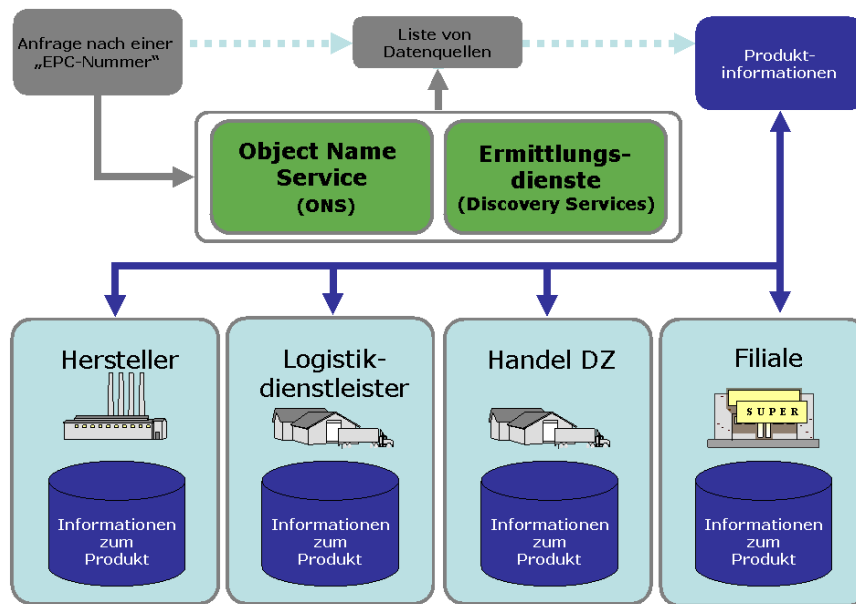 Anfrage nach einer
„EPC-Nummer“
Liste von
Datenquellen
Produkt-
informationen
Object Name
Service
(ONS)
Ermittlungs-
dienste
(Discovery Services)
Hersteller
Informationen
zum
Produkt
Logistik-
dienstleister
Informationen
zum
Produkt
Handel DZ
Informationen
zum
Produkt
Filiale
SUPER
Informationen
zum
Produkt